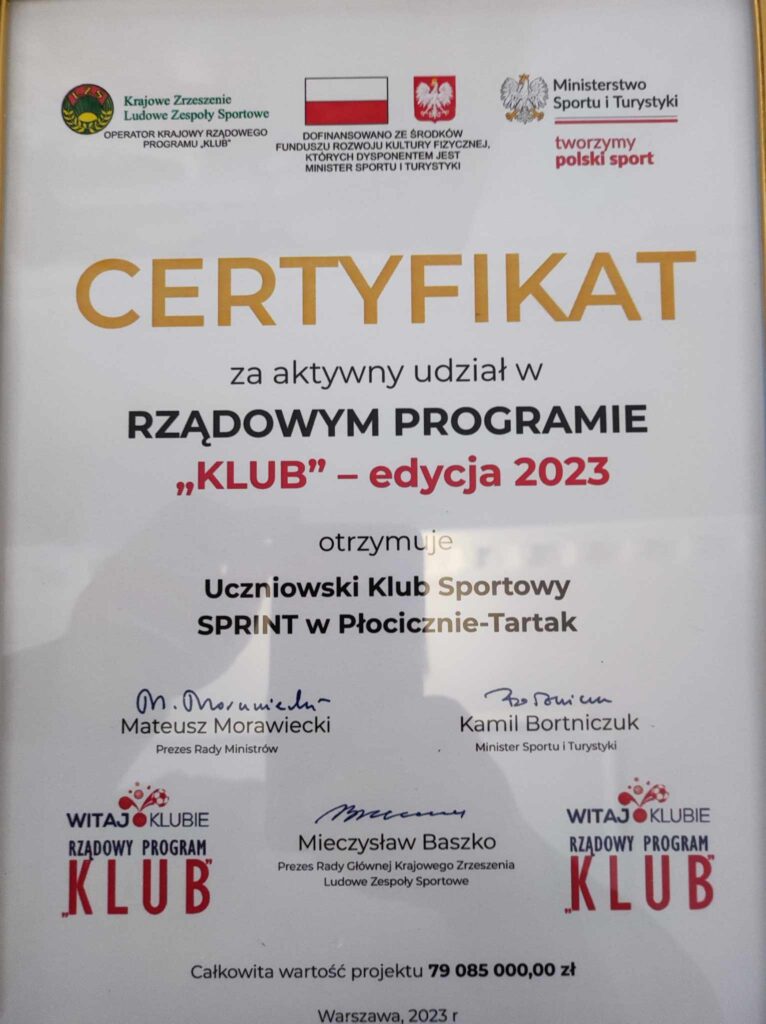 KZS
Krajowe Zrzeszenie
Ludowe Zespoły Sportowe
OPERATOR KRAJOWY RZĄDOWEGO
PROGRAMU „KLUB”
DOFINANSOWANO ZE ŚRODKÓW
FUNDUSZU ROZWOJU KULTURY FIZYCZNEJ,
KTÓRYCH DYSPONENTEM JEST
MINISTER SPORTU I TURYSTYKI
Ministerstwo
Sportu i Turystyki
tworzymy
polski sport
CERTYFIKAT
za aktywny udział w
RZĄDOWYM PROGRAMIE
„KLUB” – edycja 2023
otrzymuje
Uczniowski Klub Sportowy
SPRINT w Płocicznie-Tartak
M. Morawiecki
Mateusz Morawiecki
Prezes Rady Ministrów
Bortniczuk
Kamil Bortniczuk
Minister Sportu i Turystyki
WITAJ KLUBIE
RZĄDOWY PROGRAM
„KLUB”
Mieczysław Baszko
Prezes Rady Głównej Krajowego Zrzeszenia
Ludowe Zespoły Sportowe
WITAJ KLUBIE
RZĄDOWY PROGRAM
„KLUB”
Całkowita wartość projektu 79 085 000,00 zł
Warszawa, 2023 r